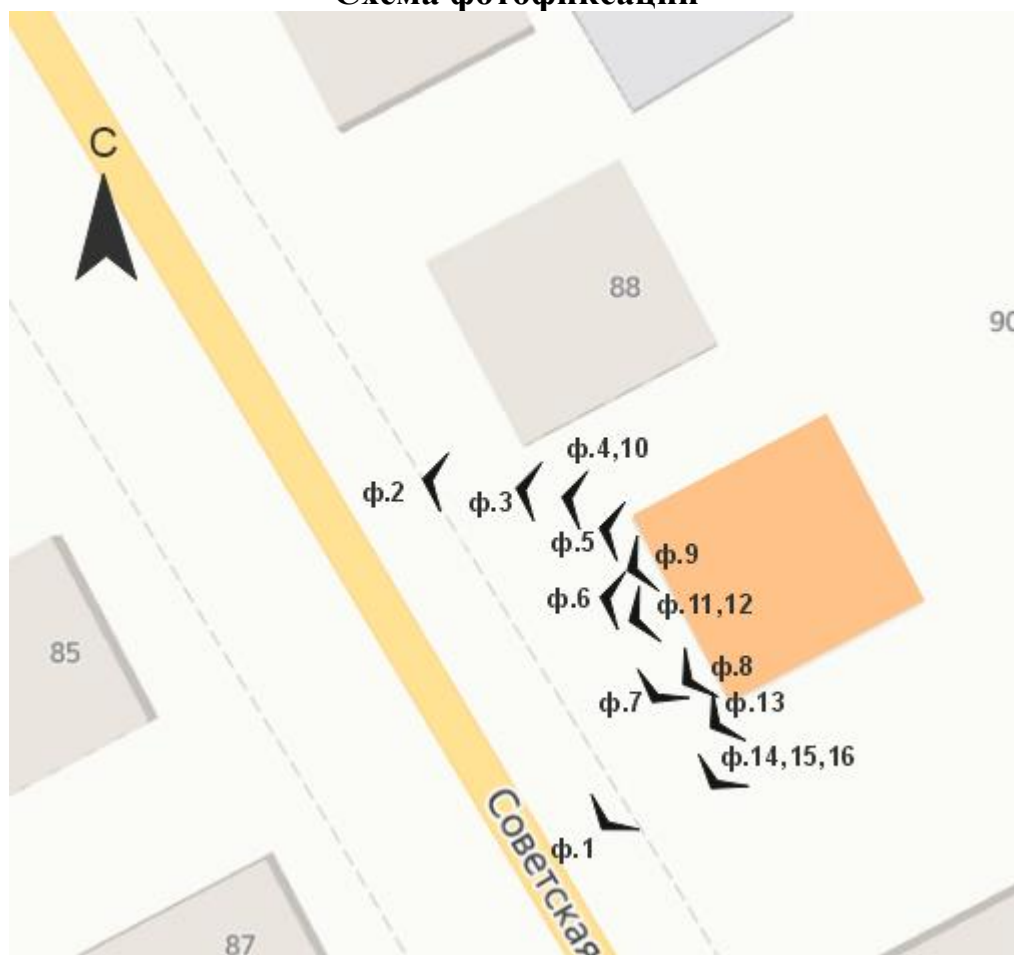 Схема фотофиксации
С
88
90
ф.4,10
ф.2
ф.3
ф.5
ф.9
ф.6
ф.11,12
85
ф.8
ф.7
ф.13
ф.14,15,16
Советская
ф.1
87